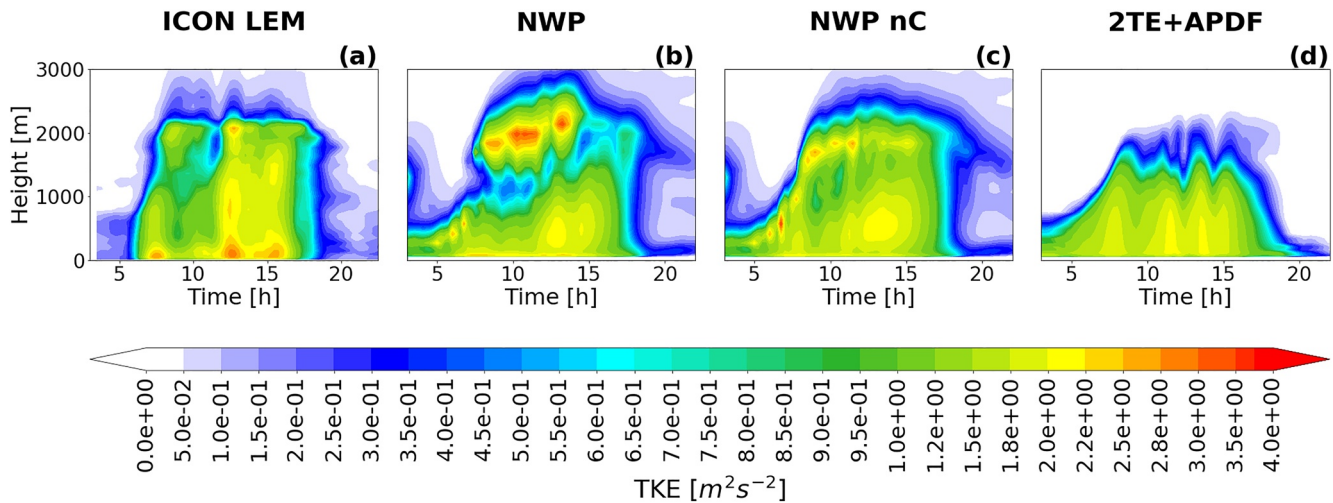 ICON LEM NWP NWP nC 2TE+APDF
(a) (b) (c) (d)
3000
2000
1000
0
Height [m]
5 10 15 20 5 10 15 20 5 10 15 20 5 10 15 20
Time [h] Time [h] Time [h] Time [h]
0.0e+00 5.0e-02 1.0e-01 1.5e-01 2.0e-01 2.5e-01 3.0e-01 3.5e-01 4.0e-01 4.5e-01 5.0e-01 5.5e-01 6.0e-01 6.5e-01 7.0e-01 7.5e-01 8.0e-01 8.5e-01 9.0e-01 9.5e-01 1.0e+00 1.2e+00 1.5e+00 1.8e+00 2.0e+00 2.2e+00 2.5e+00 2.8e+00 3.0e+00 3.5e+00 4.0e+00
TKE [m²s⁻²]